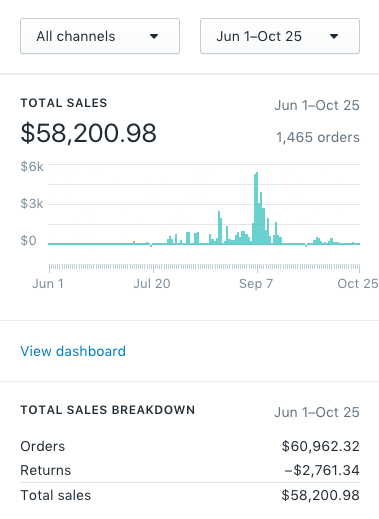 All channels
Jun 1–Oct 25
TOTAL SALES
Jun 1–Oct 25
$58,200.98
1,465 orders
$6k
$3k
$0
Jun 1 Jul 20 Sep 7 Oct 25
View dashboard
TOTAL SALES BREAKDOWN
Jun 1–Oct 25
Orders $60,962.32
Returns –$2,761.34
Total sales $58,200.98